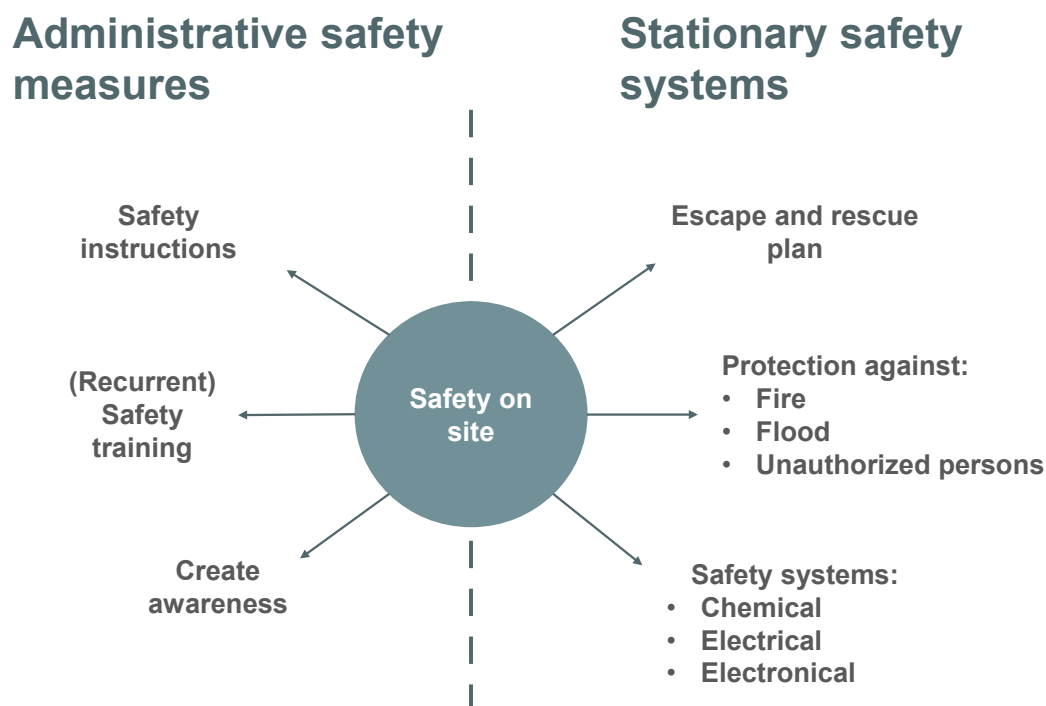 Administrative safety
measures
Stationary safety
systems
Safety
instructions
(Recurrent)
Safety
training
Create
awareness
Safety on
site
Escape and rescue
plan
Protection against:
• Fire
• Flood
• Unauthorized persons
Safety systems:
• Chemical
• Electrical
• Electronical